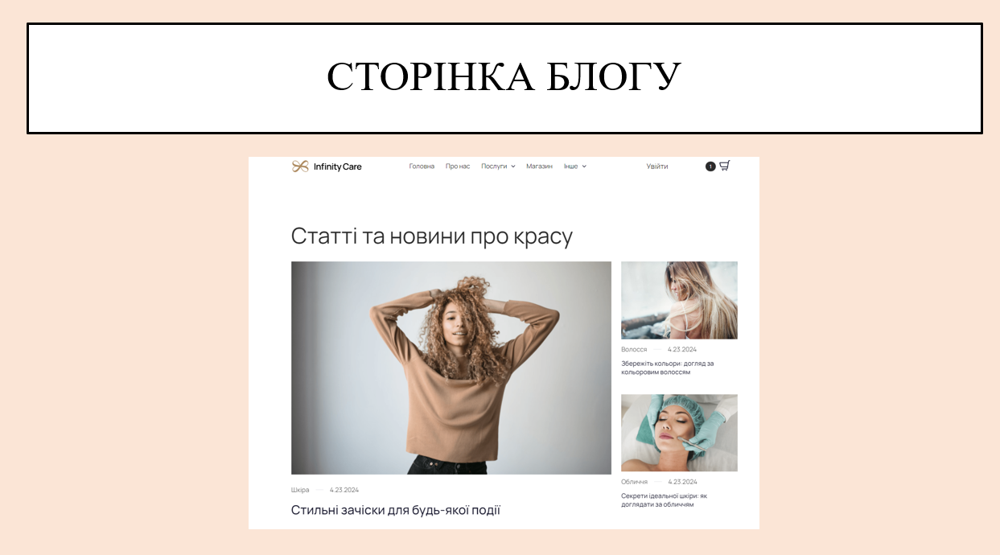 СТОРІНКА БЛОГУ
Infinity Care
Головна Про нас Послуги Магазин Інше Увійти 1
Статті та новини про красу
Волосся — 4.23.2024
Збережіть кольори: догляд за
кольоровим волоссям
Обличчя — 4.23.2024
Секрети ідеальної шкіри: як
доглядати за обличчям
Шкіра — 4.23.2024
Стильні зачіски для будь-якої події